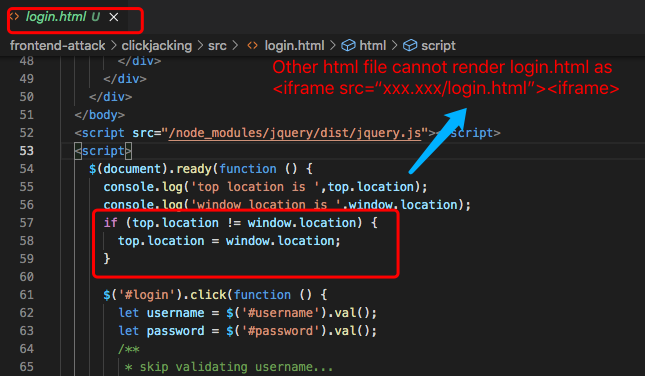 <> login.html U ×
frontend-attack > clickjacking > src > <> login.html > html > script
Other html file cannot render login.html as
<iframe src="xxx.xxx/login.html"><iframe>
48 </div>
49 </div>
50 </div>
51 </body>
52 <script src="/node_modules/jquery/dist/jquery.js"></script>
53 <script>
54 $(document).ready(function () {
55 console.log('top location is ',top.location);
56 console.log('window location is ',window.location);
57 if (top.location != window.location) {
58 top.location = window.location;
59 }
60
61 $('#login').click(function () {
62 let username = $('#username').val();
63 let password = $('#password').val();
64 /**
65 * skip validating username...